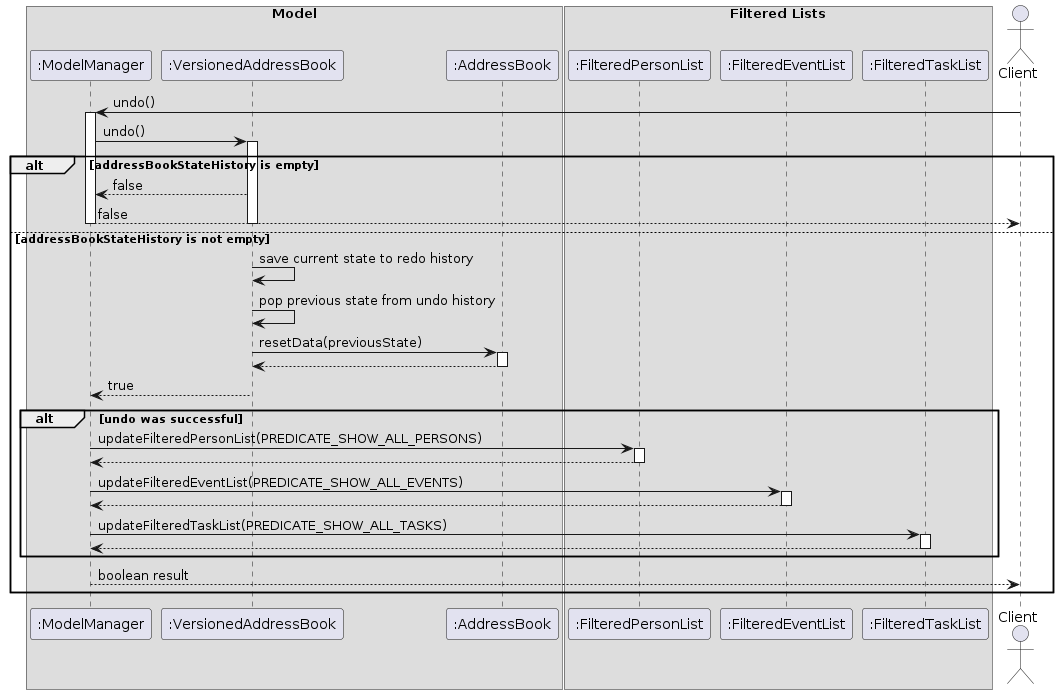 Model
Filtered Lists
:ModelManager
:VersionedAddressBook
:AddressBook
:FilteredPersonList
:FilteredEventList
:FilteredTaskList
Client
undo()
undo()
alt
[addressBookStateHistory is empty]
false
false
[addressBookStateHistory is not empty]
save current state to redo history
pop previous state from undo history
resetData(previousState)
true
alt
[undo was successful]
updateFilteredPersonList(PREDICATE_SHOW_ALL_PERSONS)
updateFilteredEventList(PREDICATE_SHOW_ALL_EVENTS)
updateFilteredTaskList(PREDICATE_SHOW_ALL_TASKS)
boolean result
:ModelManager
:VersionedAddressBook
:AddressBook
:FilteredPersonList
:FilteredEventList
:FilteredTaskList
Client